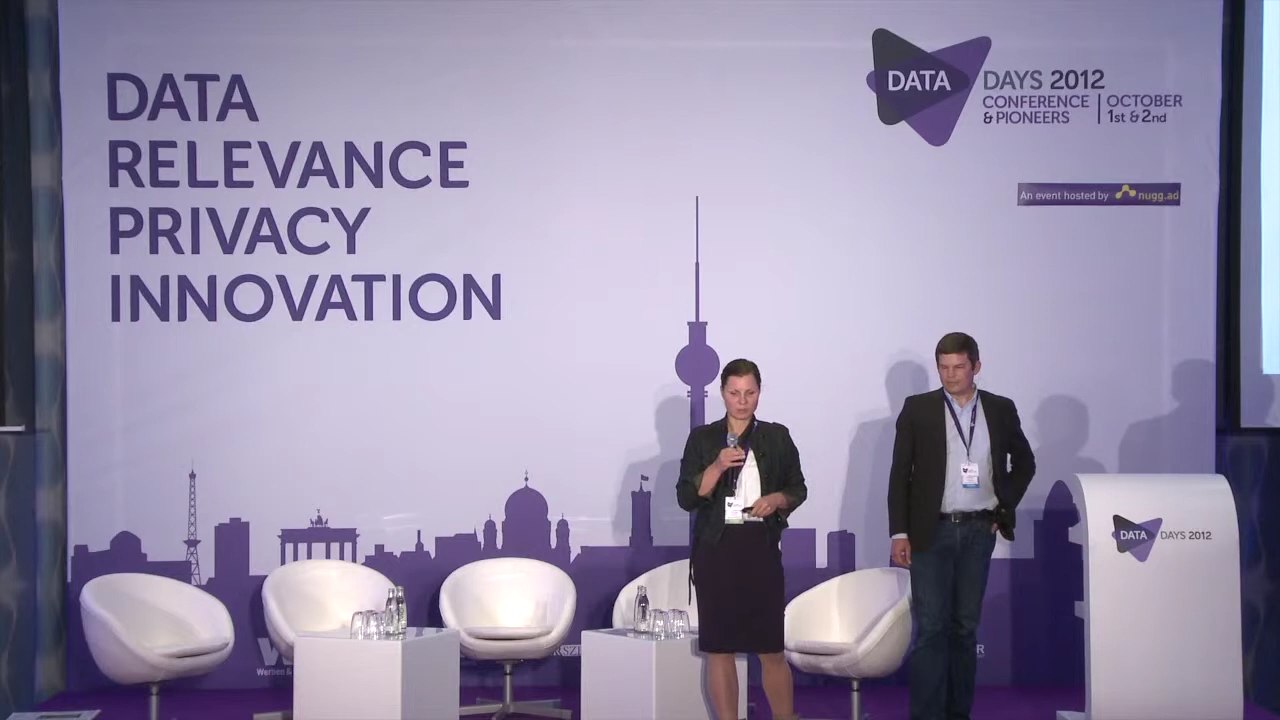 DATA
RELEVANCE
PRIVACY
INNOVATION
DATA DAYS 2012
CONFERENCE & PIONEERS | OCTOBER 1st & 2nd
An event hosted by nugg.ad
DATA DAYS 2012
Werben &